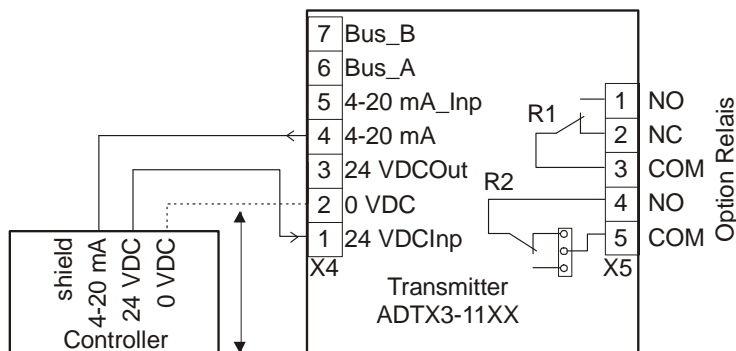 7 Bus_B
6 Bus_A
5 4-20 mA_Inp
4 4-20 mA
3 24 VDCOut
2 0 VDC
1 24 VDCInp
X4
R1
R2
1 NO
2 NC
3 COM
4 NO
5 COM
X5
Option Relais
Transmitter
ADTX3-11XX
shield
4-20 mA
24 VDC
0 VDC
Controller